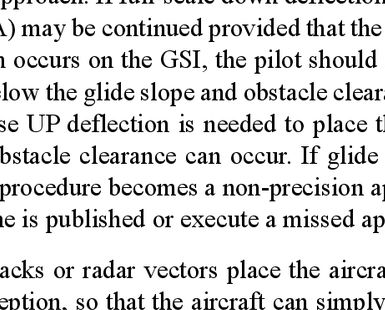 pproach. If full scale down deflection
A) may be continued provided that the
n occurs on the GSI, the pilot should
elow the glide slope and obstacle cleara
se UP deflection is needed to place th
bstacle clearance can occur. If glide
procedure becomes a non-precision ap
ne is published or execute a missed ap
acks or radar vectors place the aircra
eption, so that the aircraft can simply